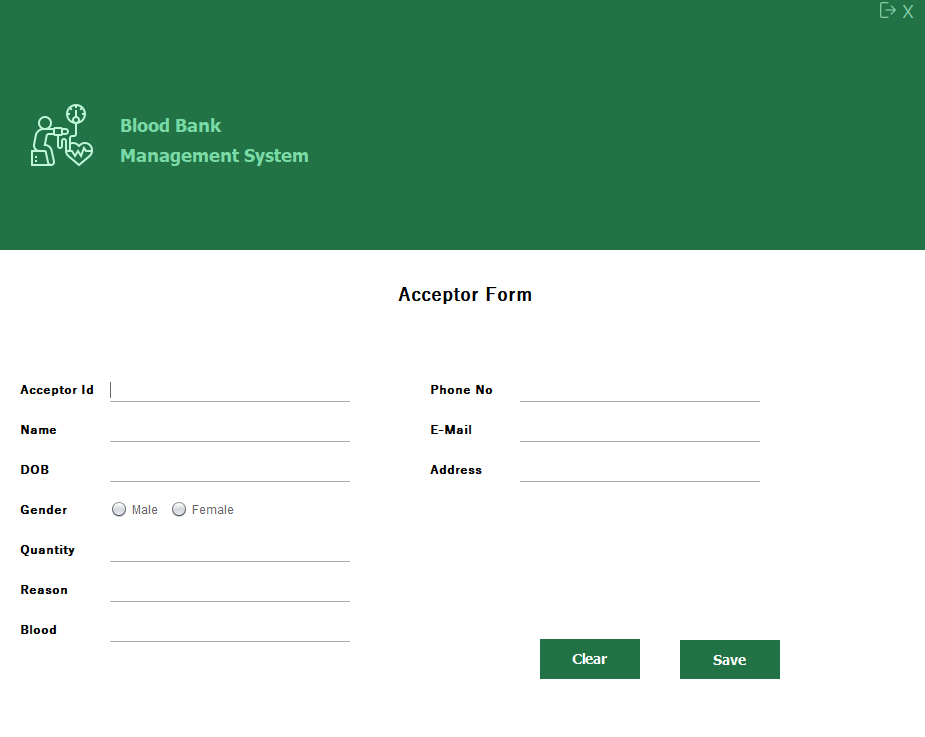 X
Blood Bank
Management System
Acceptor Form
Acceptor Id
Phone No
Name
E-Mail
DOB
Address
Gender
Male
Female
Quantity
Reason
Blood
Clear
Save